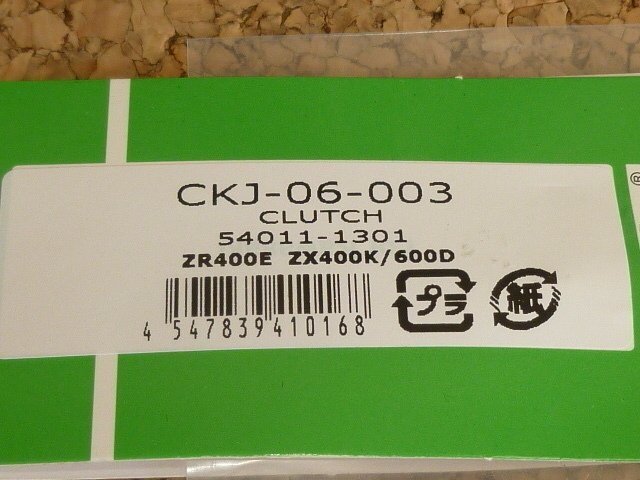 CKJ-06-003
CLUTCH
54011-1301
ZR400E ZX400K/600D
4 547839 410168
プラ
紙
®